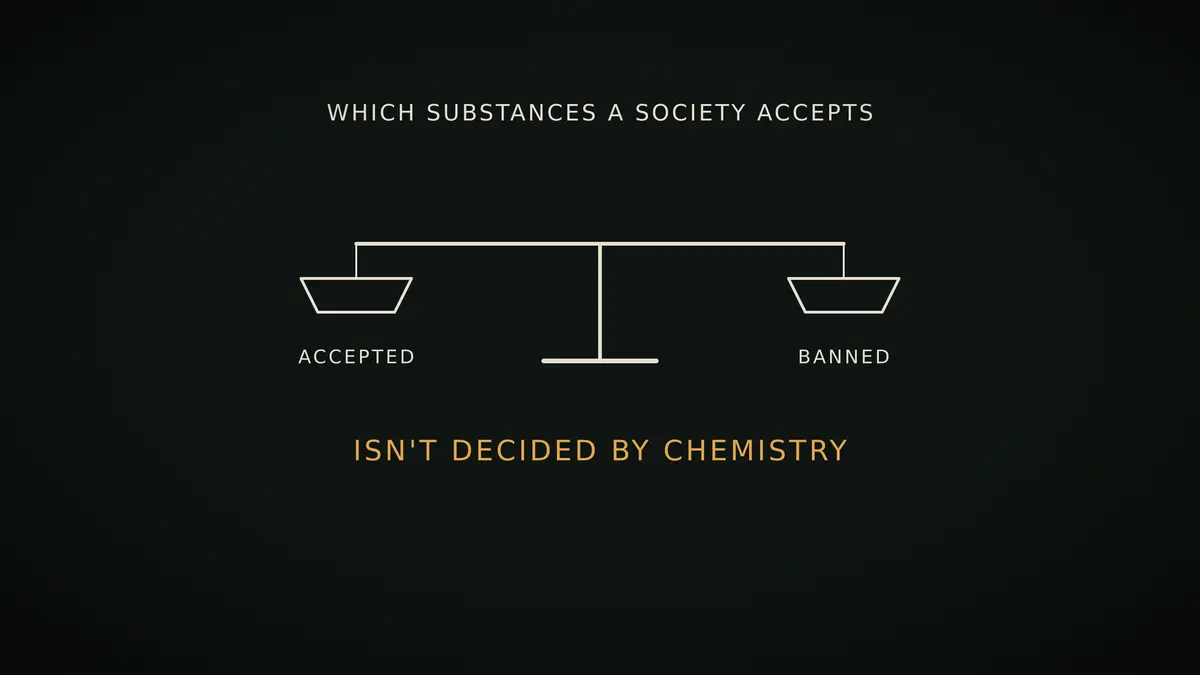 WHICH SUBSTANCES A SOCIETY ACCEPTS
ACCEPTED
BANNED
ISN'T DECIDED BY CHEMISTRY